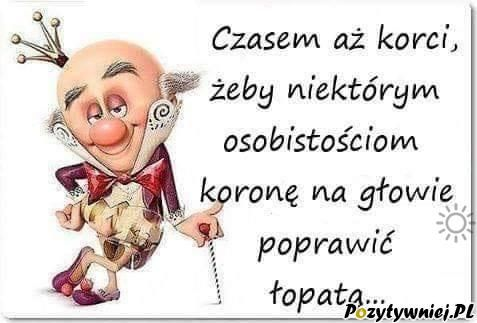 Czasem aż korci,
żeby niektórym
osobistościom
koronę na głowie
poprawić
łopatą...
Pozytywniej.PL